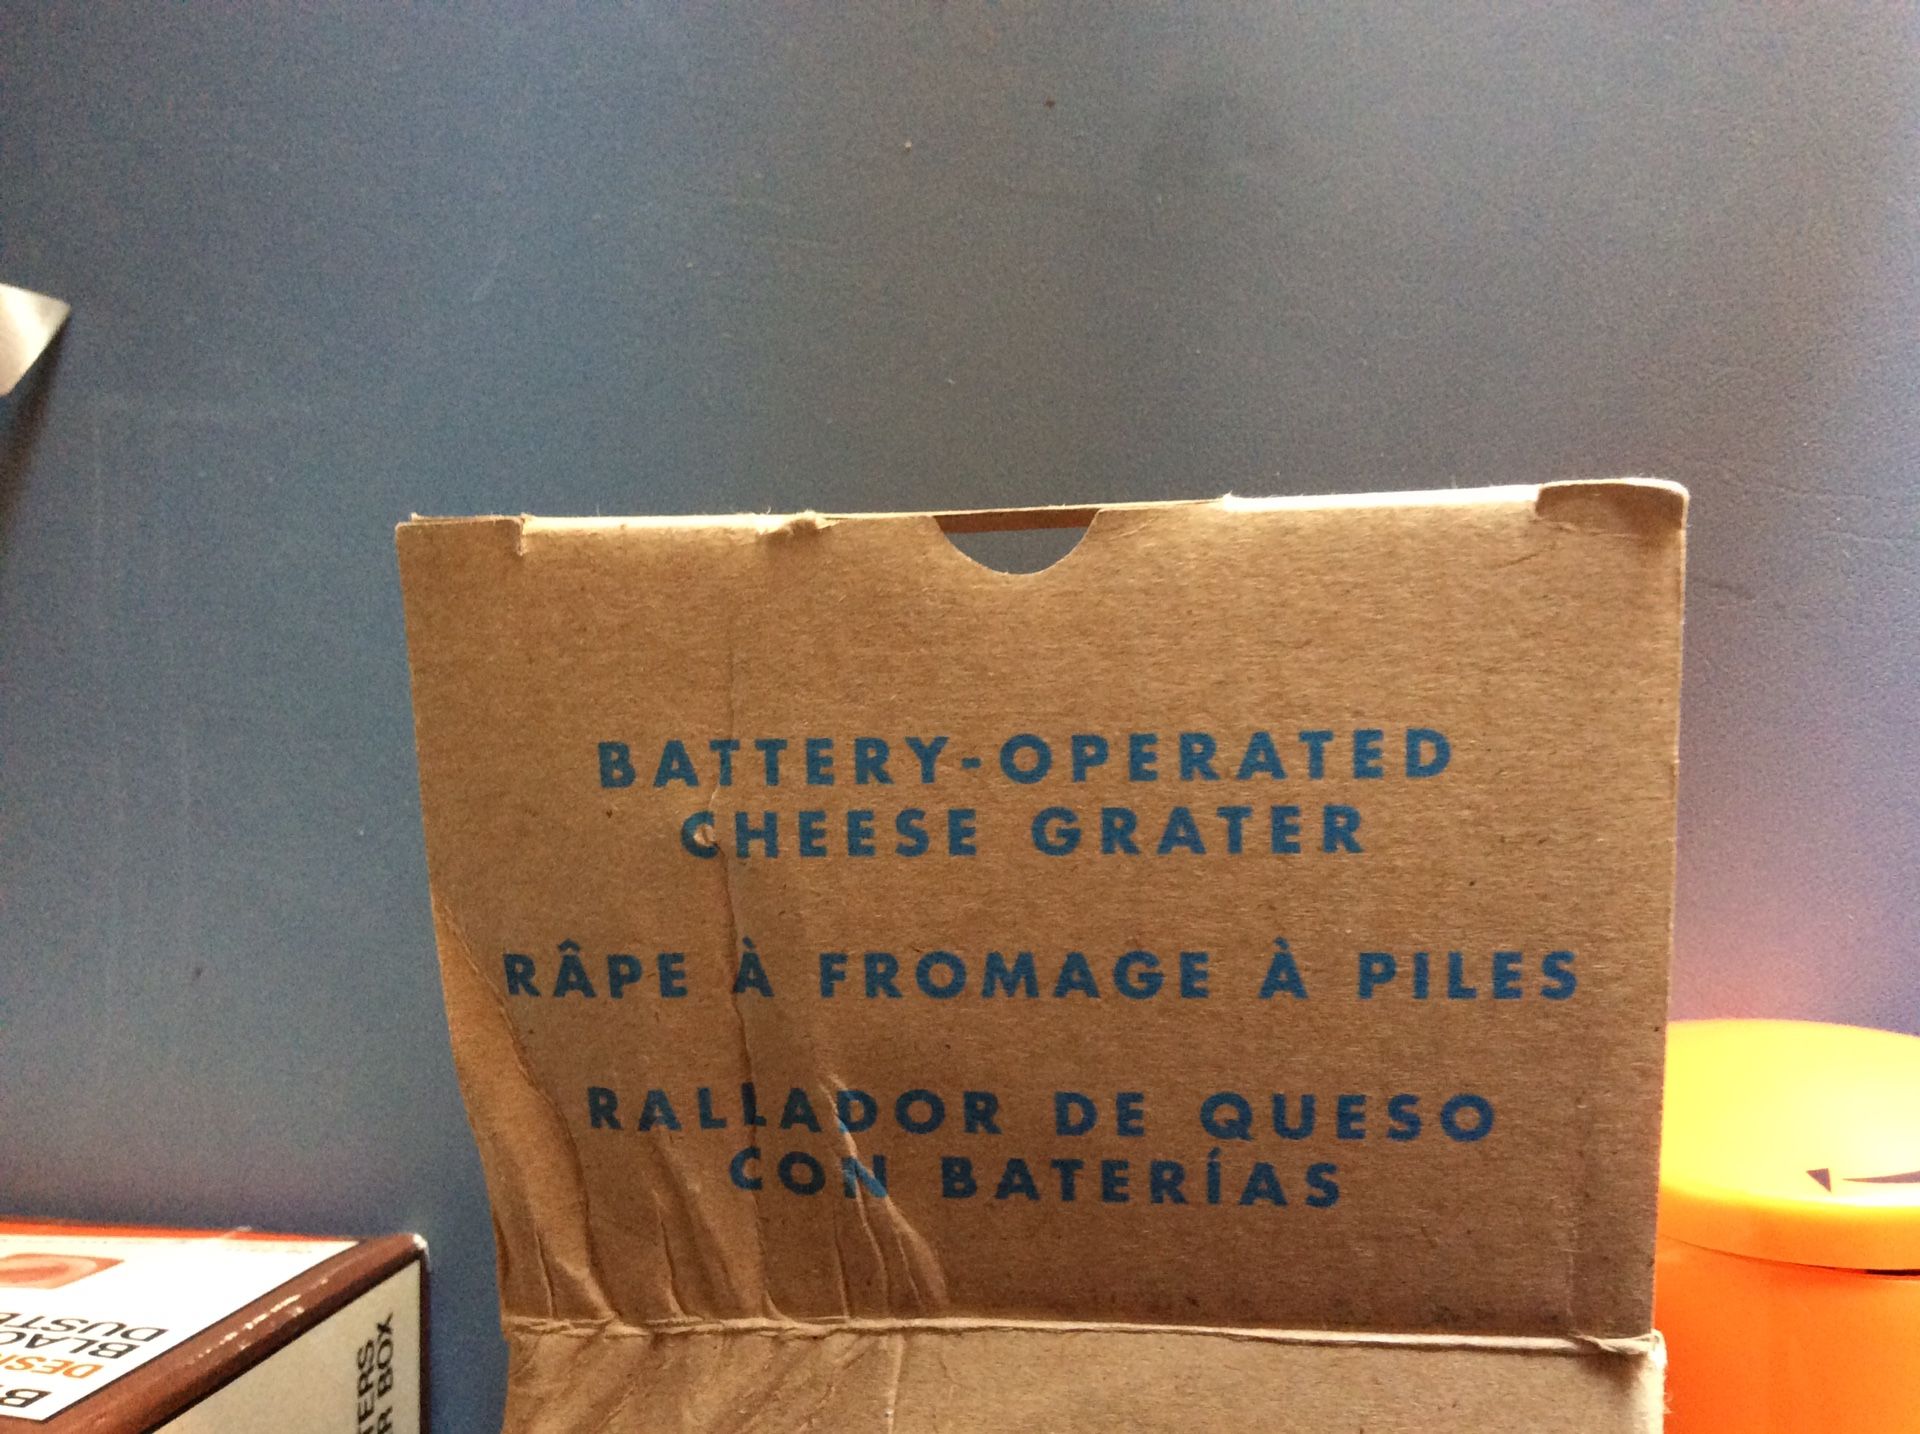 BATTERY-OPERATED
CHEESE GRATER
RÂPE À FROMAGE À PILES
RALLADOR DE QUESO
CON BATERÍAS